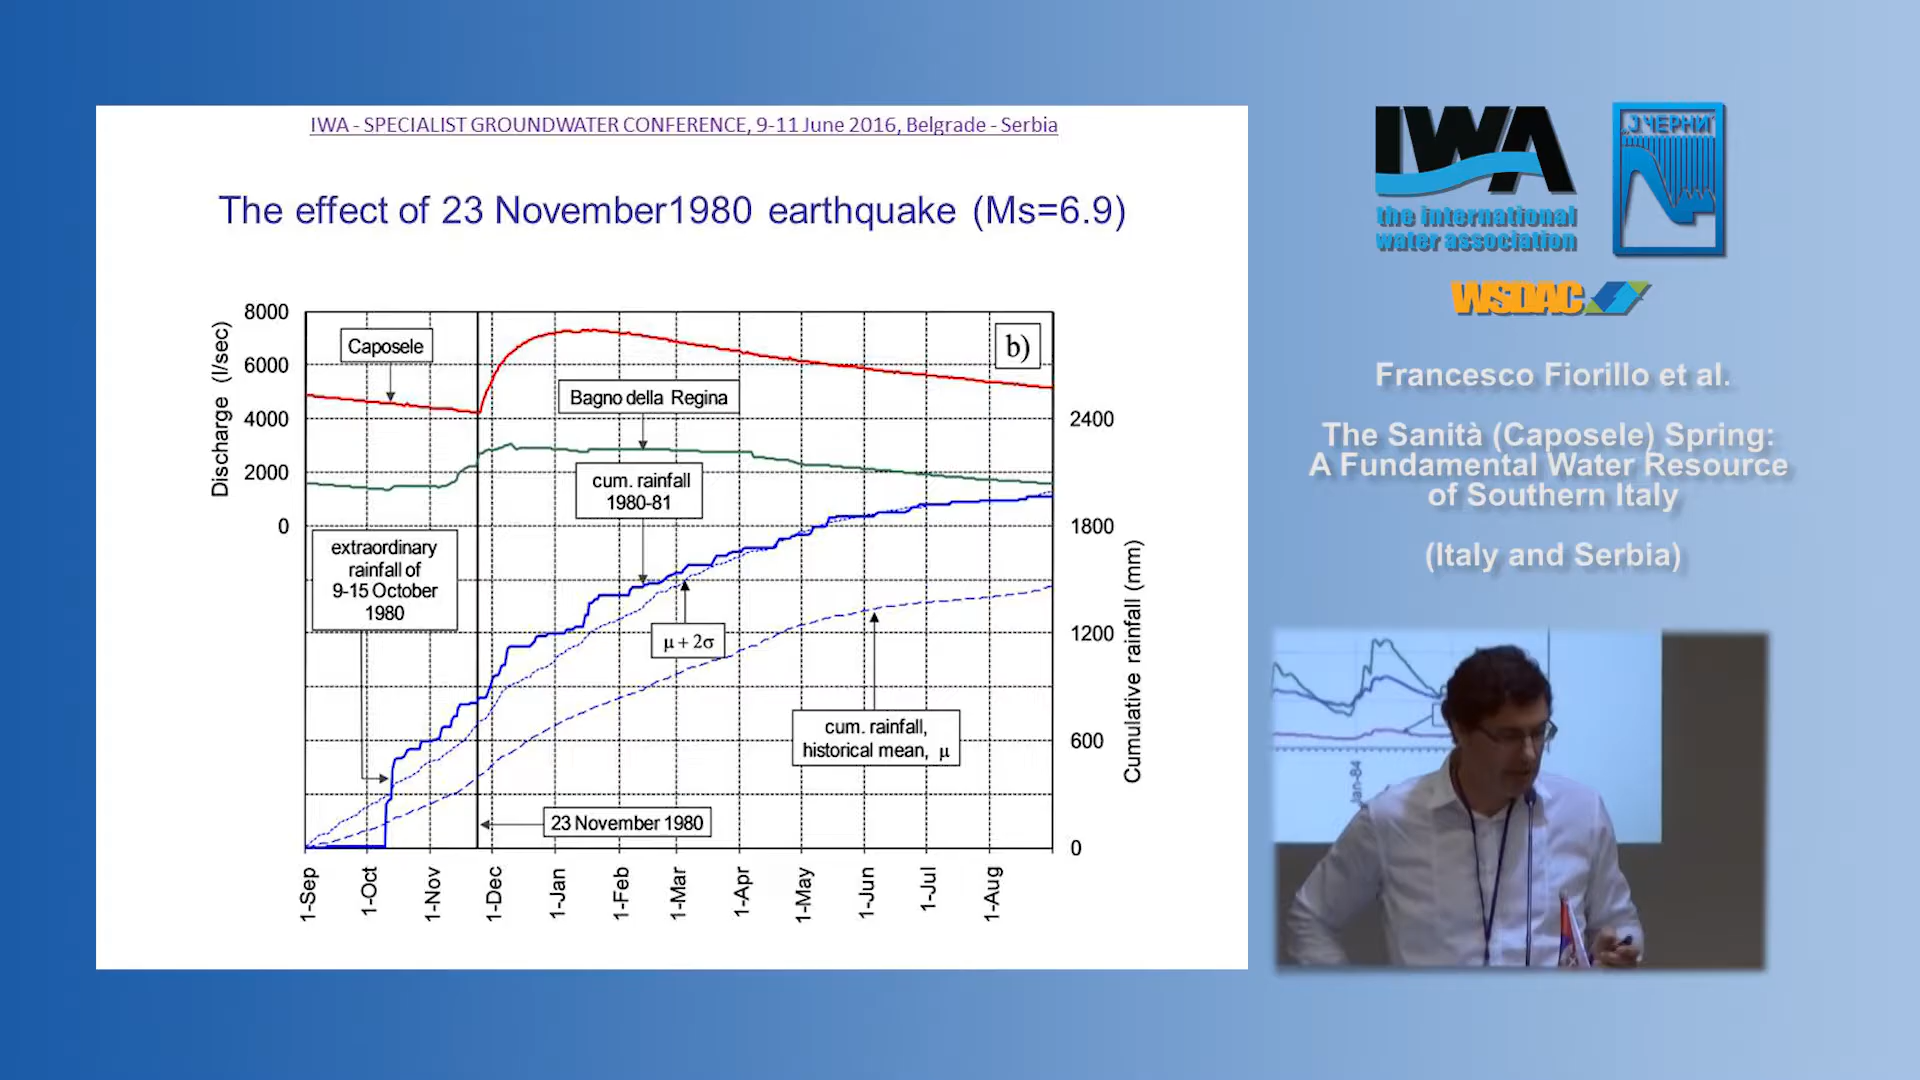 IWA - SPECIALIST GROUNDWATER CONFERENCE, 9-11 June 2016, Belgrade - Serbia
The effect of 23 November1980 earthquake (Ms=6.9)
Discharge (l/sec)
8000
6000
4000
2000
0
Caposele
b)
Bagno della Regina
cum. rainfall
1980-81
extraordinary
rainfall of
9-15 October
1980
μ + 2σ
cum. rainfall,
historical mean, μ
23 November 1980
2400
1800
1200
600
0
Cumulative rainfall (mm)
1-Sep
1-Oct
1-Nov
1-Dec
1-Jan
1-Feb
1-Mar
1-Apr
1-May
1-Jun
1-Jul
1-Aug
IWA
the international
water association
"J ЧЕРНИ"
WSDAC
Francesco Fiorillo et al.
The Sanità (Caposele) Spring:
A Fundamental Water Resource
of Southern Italy
(Italy and Serbia)
Jan-84